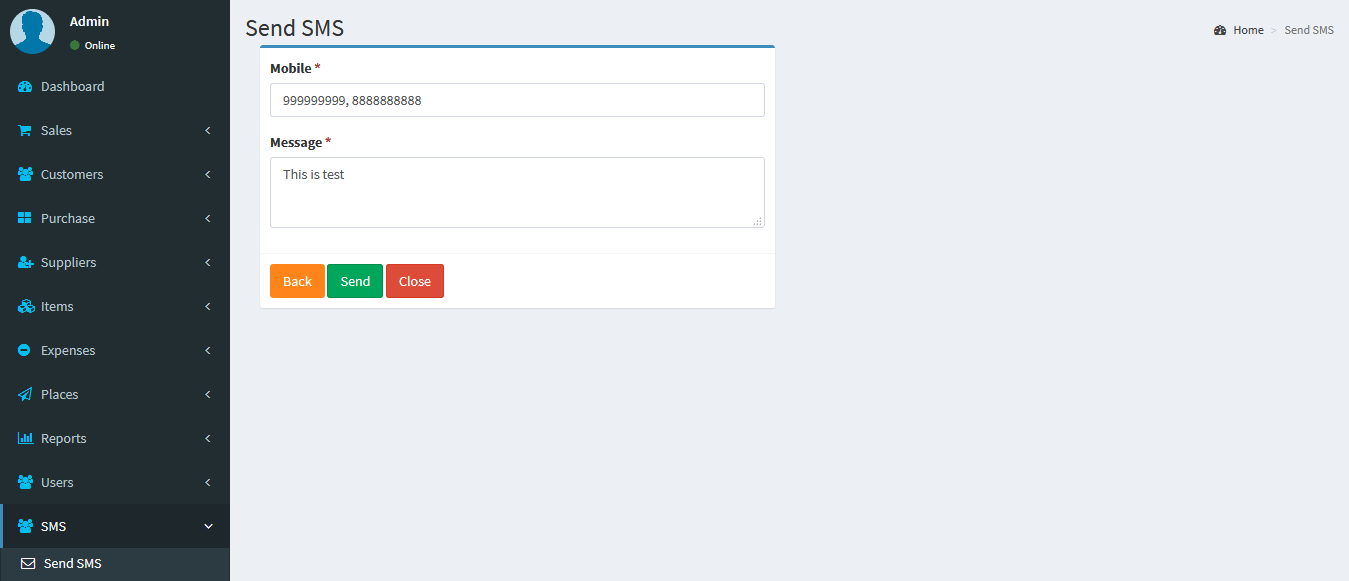 Admin
Online
Dashboard
Sales
Customers
Purchase
Suppliers
Items
Expenses
Places
Reports
Users
SMS
Send SMS
Send SMS
Home > Send SMS
Mobile *
999999999, 8888888888
Message *
This is test
Back Send Close